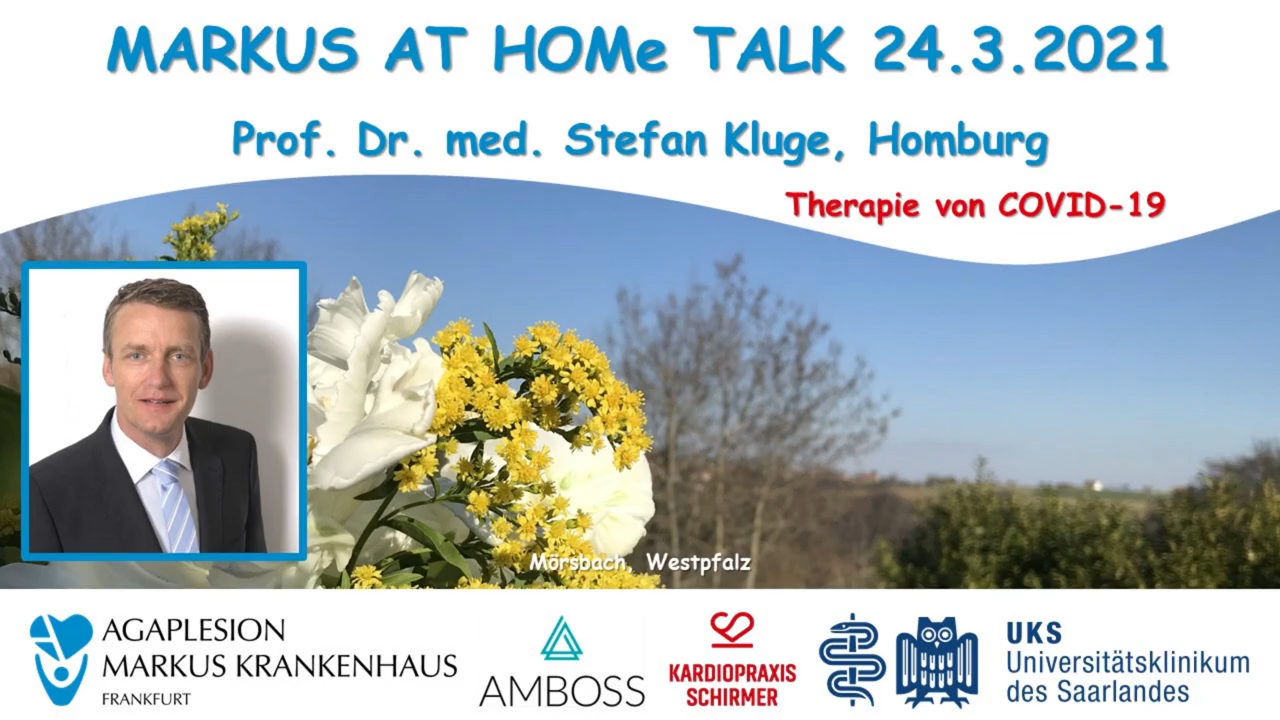 MARKUS AT HOMe TALK 24.3.2021
Prof. Dr. med. Stefan Kluge, Homburg
Therapie von COVID-19
Mörsbach, Westpfalz
AGAPLESION
MARKUS KRANKENHAUS
FRANKFURT
AMBOSS
KARDIOPRAXIS
SCHIRMER
UKS
Universitätsklinikum
des Saarlandes